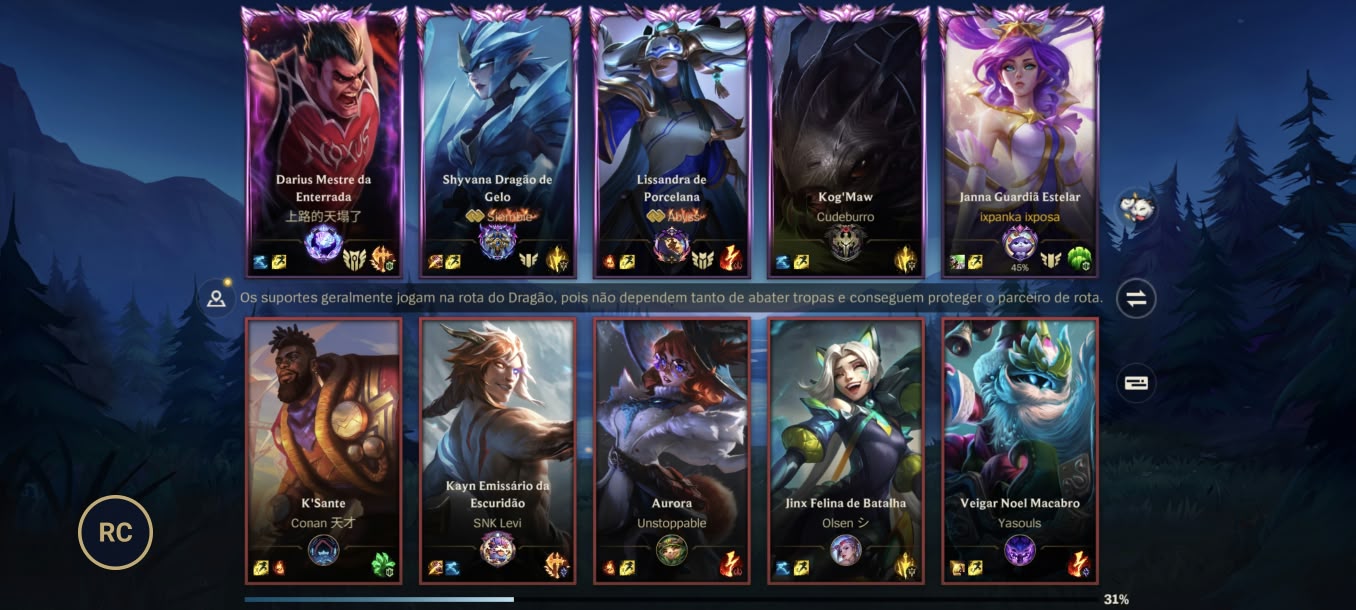 NOXUS
Darius Mestre da
Enterrada
上路的天塌了
Shyvana Dragão de
Gelo
Lissandra de
Porcelana
Abyss
Kog'Maw
Cudeburro
Janna Guardiã Estelar
ixpanka ixposa
45%
Os suportes geralmente jogam na rota do Dragão, pois não dependem tanto de abater tropas e conseguem proteger o parceiro de rota.
K'Sante
Conan 天才
Kayn Emissário da
Escuridão
SNK Levi
Aurora
Unstoppable
Jinx Felina de Batalha
Olsen シ
Veigar Noel Macabro
Yasouls
RC
31%